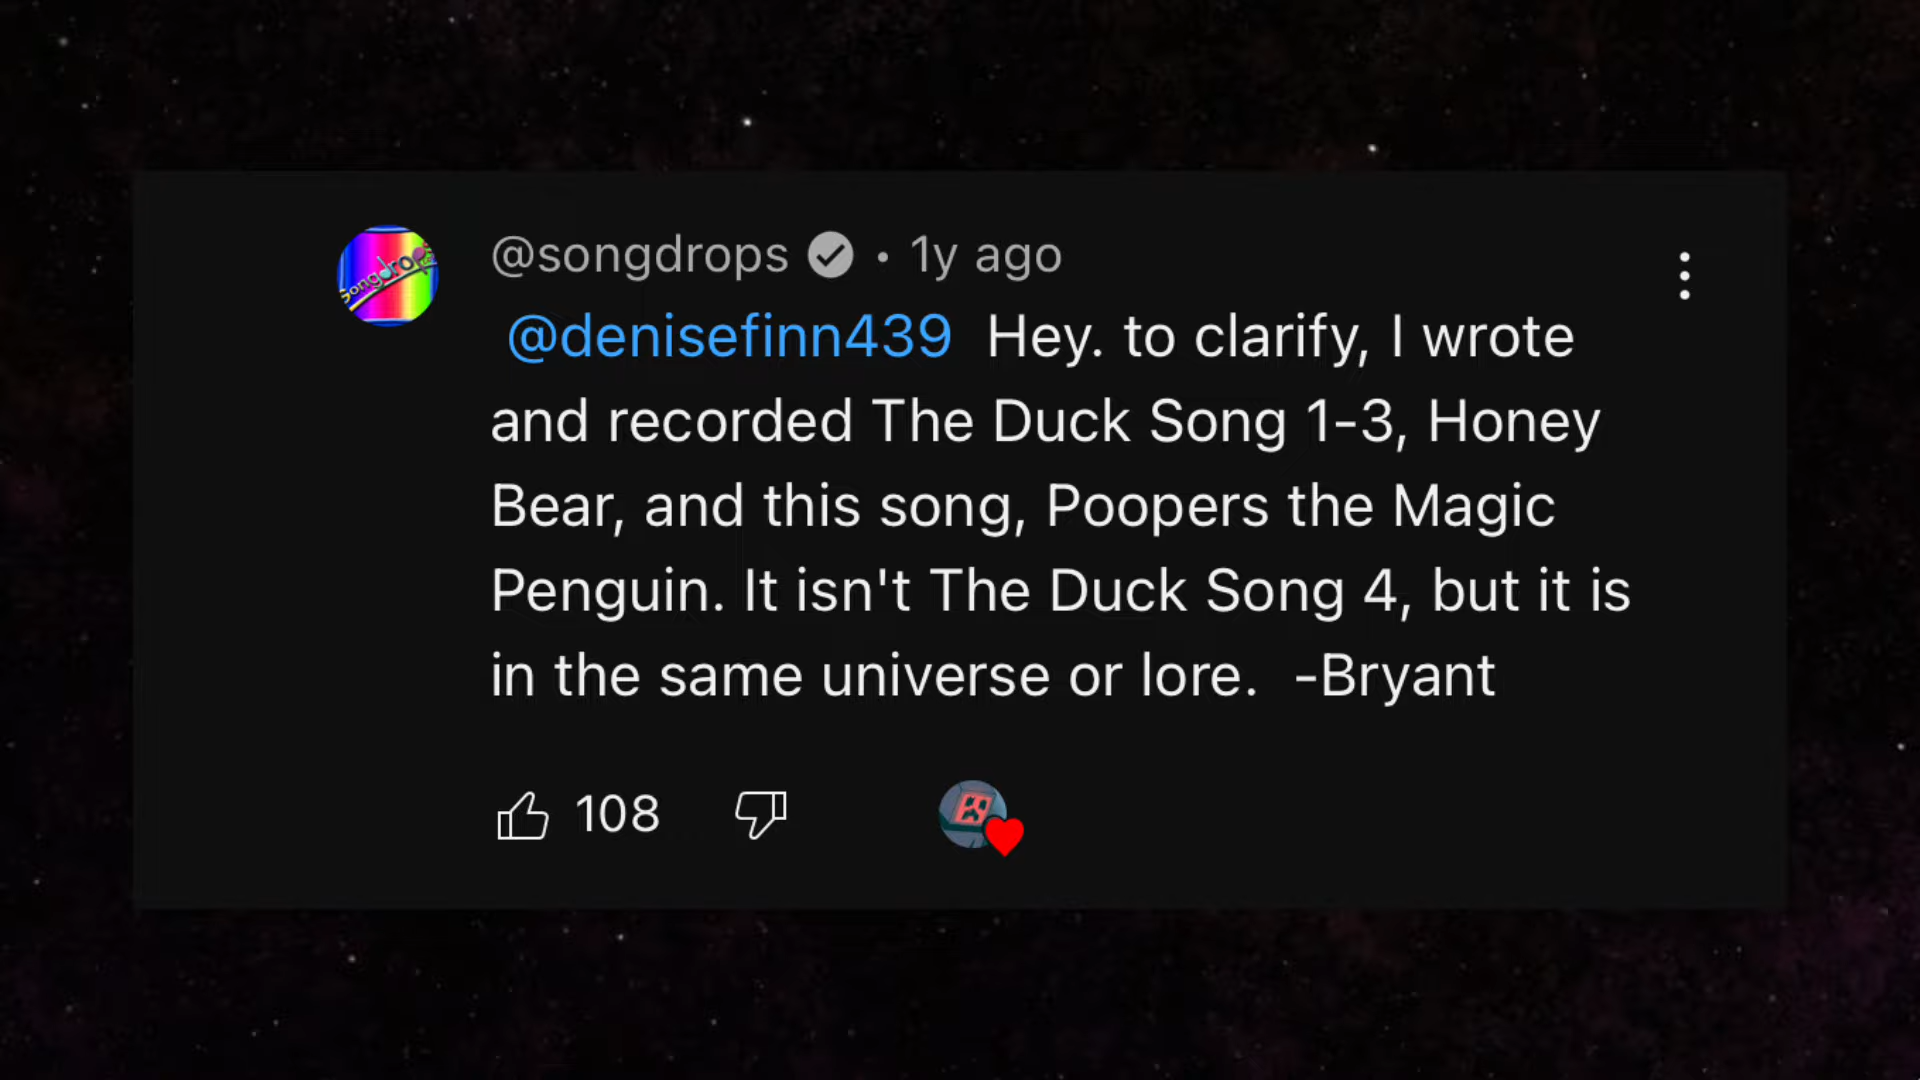 Songdrops
@songdrops • 1y ago
@denisefinn439 Hey. to clarify, I wrote
and recorded The Duck Song 1-3, Honey
Bear, and this song, Poopers the Magic
Penguin. It isn't The Duck Song 4, but it is
in the same universe or lore. -Bryant
108